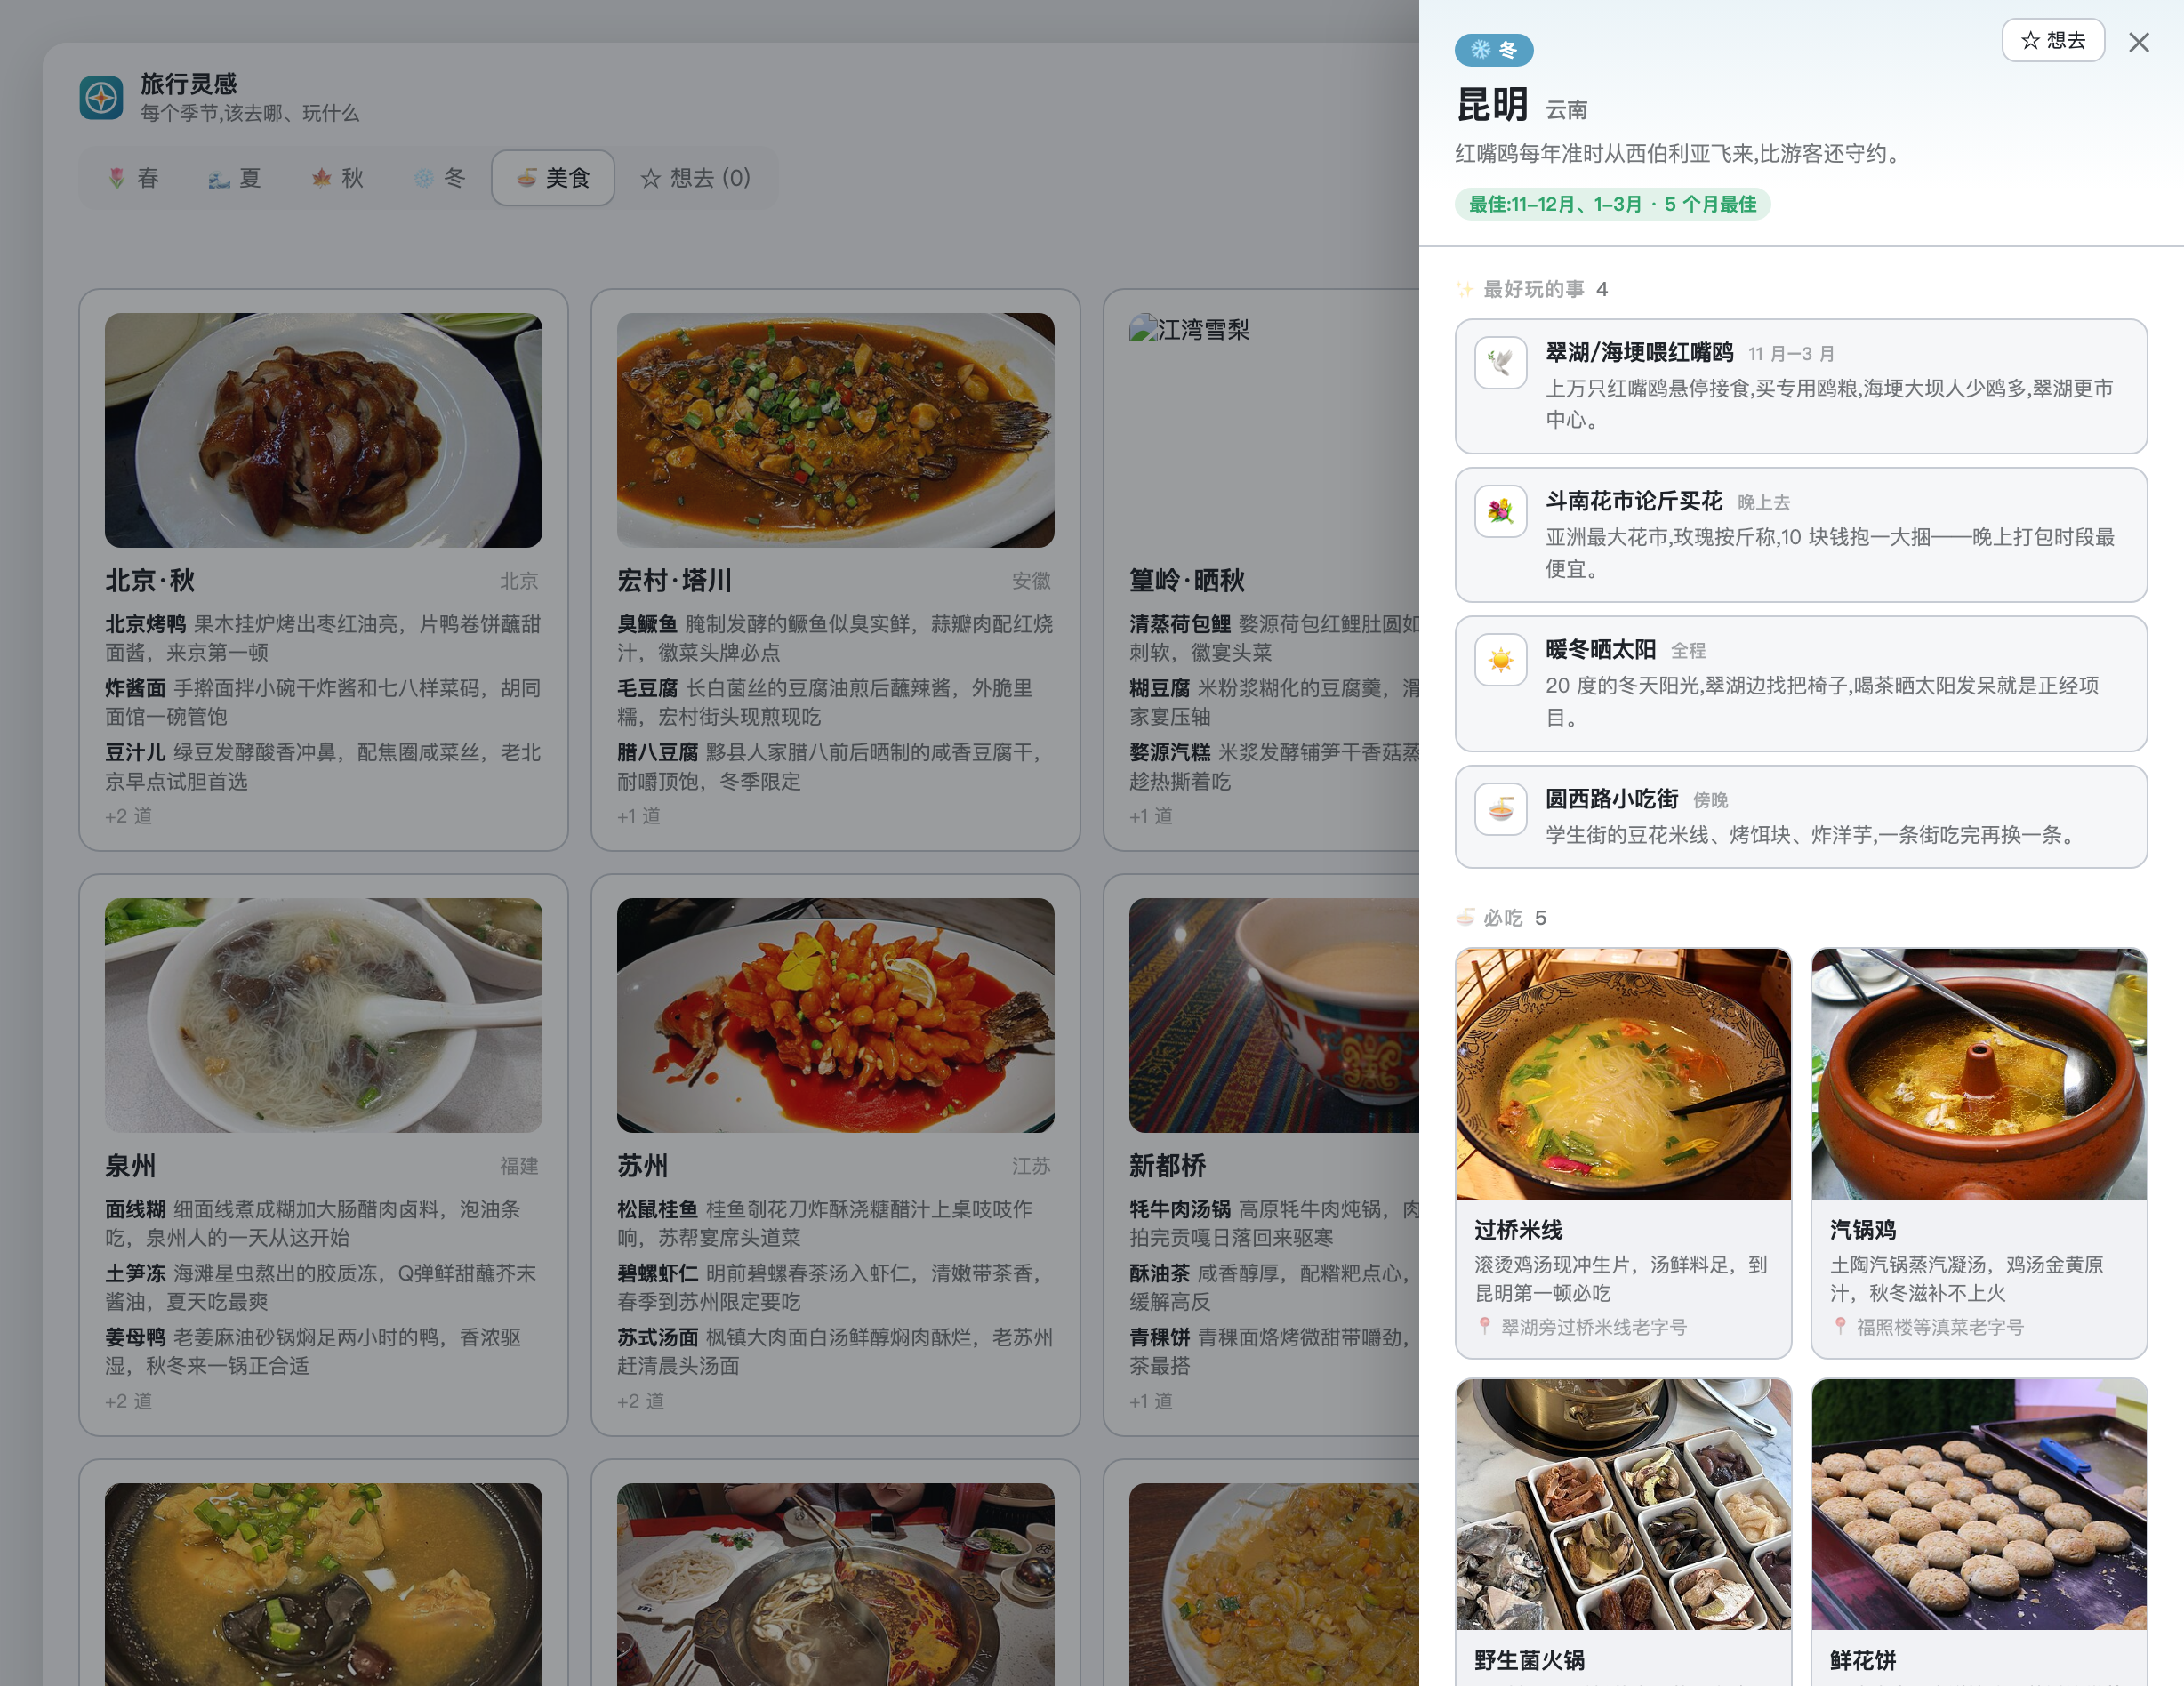 旅行灵感
每个季节,该去哪、玩什么
春
夏
秋
冬
美食
☆ 想去 (0)
北京·秋 北京
北京烤鸭 果木挂炉烤出枣红油亮，片鸭卷饼蘸甜
面酱，来京第一顿
炸酱面 手擀面拌小碗干炸酱和七八样菜码，胡同
面馆一碗管饱
豆汁儿 绿豆发酵酸香冲鼻，配焦圈咸菜丝，老北
京早点试胆首选
+2 道
宏村·塔川 安徽
臭鳜鱼 腌制发酵的鳜鱼似臭实鲜，蒜瓣肉配红烧
汁，徽菜头牌必点
毛豆腐 长白菌丝的豆腐油煎后蘸辣酱，外脆里
糯，宏村街头现煎现吃
腊八豆腐 黟县人家腊八前后晒制的咸香豆腐干，
耐嚼顶饱，冬季限定
+1 道
江湾雪梨
篁岭·晒秋
清蒸荷包鲤 婺源荷包红鲤肚圆如
刺软，徽宴头菜
糊豆腐 米粉浆糊化的豆腐羹，滑
家宴压轴
婺源汽糕 米浆发酵铺笋干香菇蒸
趁热撕着吃
+1 道
泉州 福建
面线糊 细面线煮成糊加大肠醋肉卤料，泡油条
吃，泉州人的一天从这开始
土笋冻 海滩星虫熬出的胶质冻，Q弹鲜甜蘸芥末
酱油，夏天吃最爽
姜母鸭 老姜麻油砂锅焖足两小时的鸭，香浓驱
湿，秋冬来一锅正合适
+2 道
苏州 江苏
松鼠桂鱼 桂鱼剞花刀炸酥浇糖醋汁上桌吱吱作
响，苏帮宴席头道菜
碧螺虾仁 明前碧螺春茶汤入虾仁，清嫩带茶香，
春季到苏州限定要吃
苏式汤面 枫镇大肉面白汤鲜醇焖肉酥烂，老苏州
赶清晨头汤面
+2 道
新都桥
牦牛肉汤锅 高原牦牛肉炖锅，肉
拍完贡嘎日落回来驱寒
酥油茶 咸香醇厚，配糌粑点心，
缓解高反
青稞饼 青稞面烙烤微甜带嚼劲，
茶最搭
+1 道
冬
☆ 想去
昆明 云南
红嘴鸥每年准时从西伯利亚飞来,比游客还守约。
最佳:11–12月、1–3月 · 5 个月最佳
最好玩的事 4
翠湖/海埂喂红嘴鸥 11 月—3 月
上万只红嘴鸥悬停接食,买专用鸥粮,海埂大坝人少鸥多,翠湖更市
中心。
斗南花市论斤买花 晚上去
亚洲最大花市,玫瑰按斤称,10 块钱抱一大捆——晚上打包时段最
便宜。
暖冬晒太阳 全程
20 度的冬天阳光,翠湖边找把椅子,喝茶晒太阳发呆就是正经项
目。
圆西路小吃街 傍晚
学生街的豆花米线、烤饵块、炸洋芋,一条街吃完再换一条。
必吃 5
过桥米线
滚烫鸡汤现冲生片，汤鲜料足，到
昆明第一顿必吃
翠湖旁过桥米线老字号
汽锅鸡
土陶汽锅蒸汽凝汤，鸡汤金黄原
汁，秋冬滋补不上火
福照楼等滇菜老字号
野生菌火锅
鲜花饼